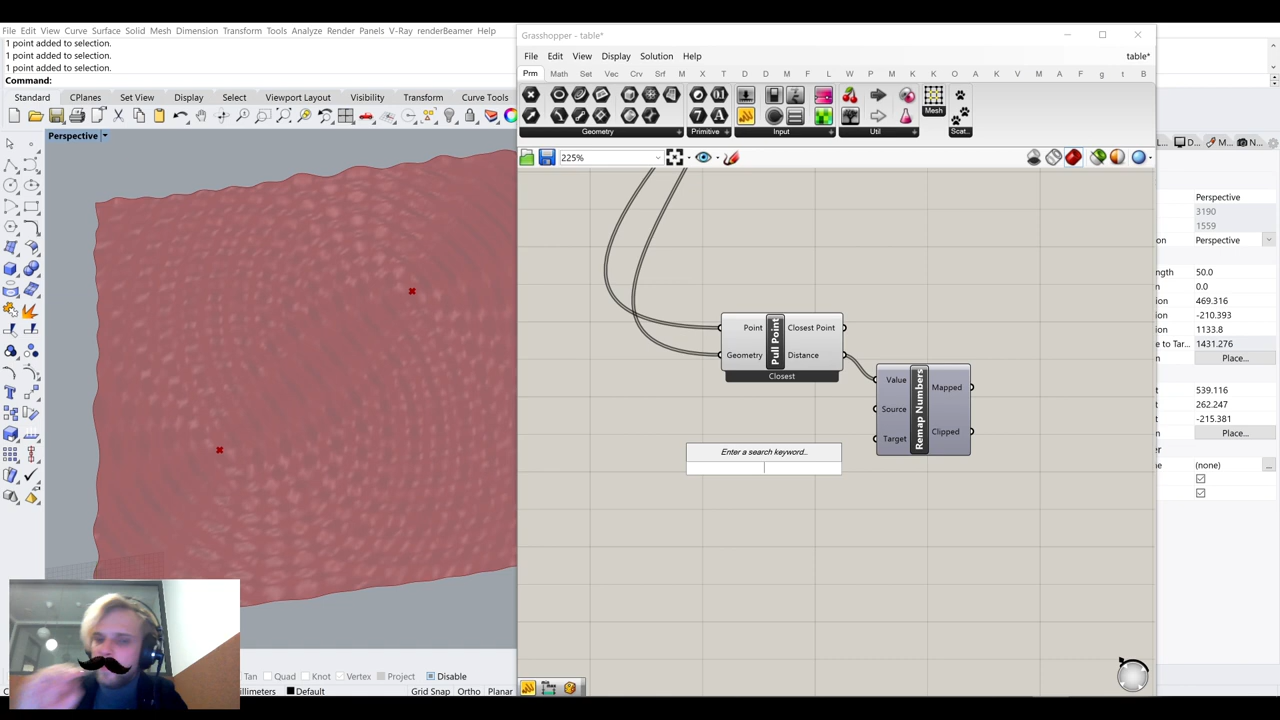 File Edit View Curve Surface Solid Mesh Dimension Transform Tools Analyze Render Panels V-Ray renderBeamer Help
1 point added to selection.
1 point added to selection.
1 point added to selection.
Command:
Standard CPlanes Set View Display Select Viewport Layout Visibility Transform Curve Tools
Perspective
Tan Quad Knot Vertex Project Disable
Default Grid Snap Ortho Planar
Grasshopper - table*
File Edit View Display Solution Help table*
Prm Math Set Vec Crv Srf M X T D D M F L W P M K K O A K V M A F g t B
Geometry Primitive Input Util Mesh Scat...
225%
Point Closest Point
Pull Point
Geometry Distance
Closest
Value Mapped
Source
Remap Numbers
Target Clipped
Enter a search keyword...
L... D... M... N...
Perspective
3190
1559
Perspective
50.0
0.0
469.316
-210.393
1133.8
1431.276
Place...
539.116
262.247
-215.381
Place...
(none) ...